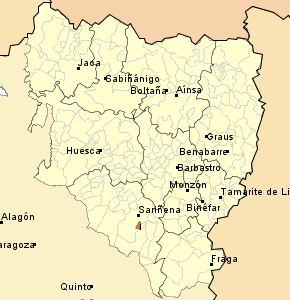 Jaca
Sabiñánigo
Boltaña
Aínsa
Graus
Huesca
Benabarre
Barbastro
Monzón
Tamarite de Li
Binéfar
Sariñena
Alagón
aragoza
Fraga
Quinto